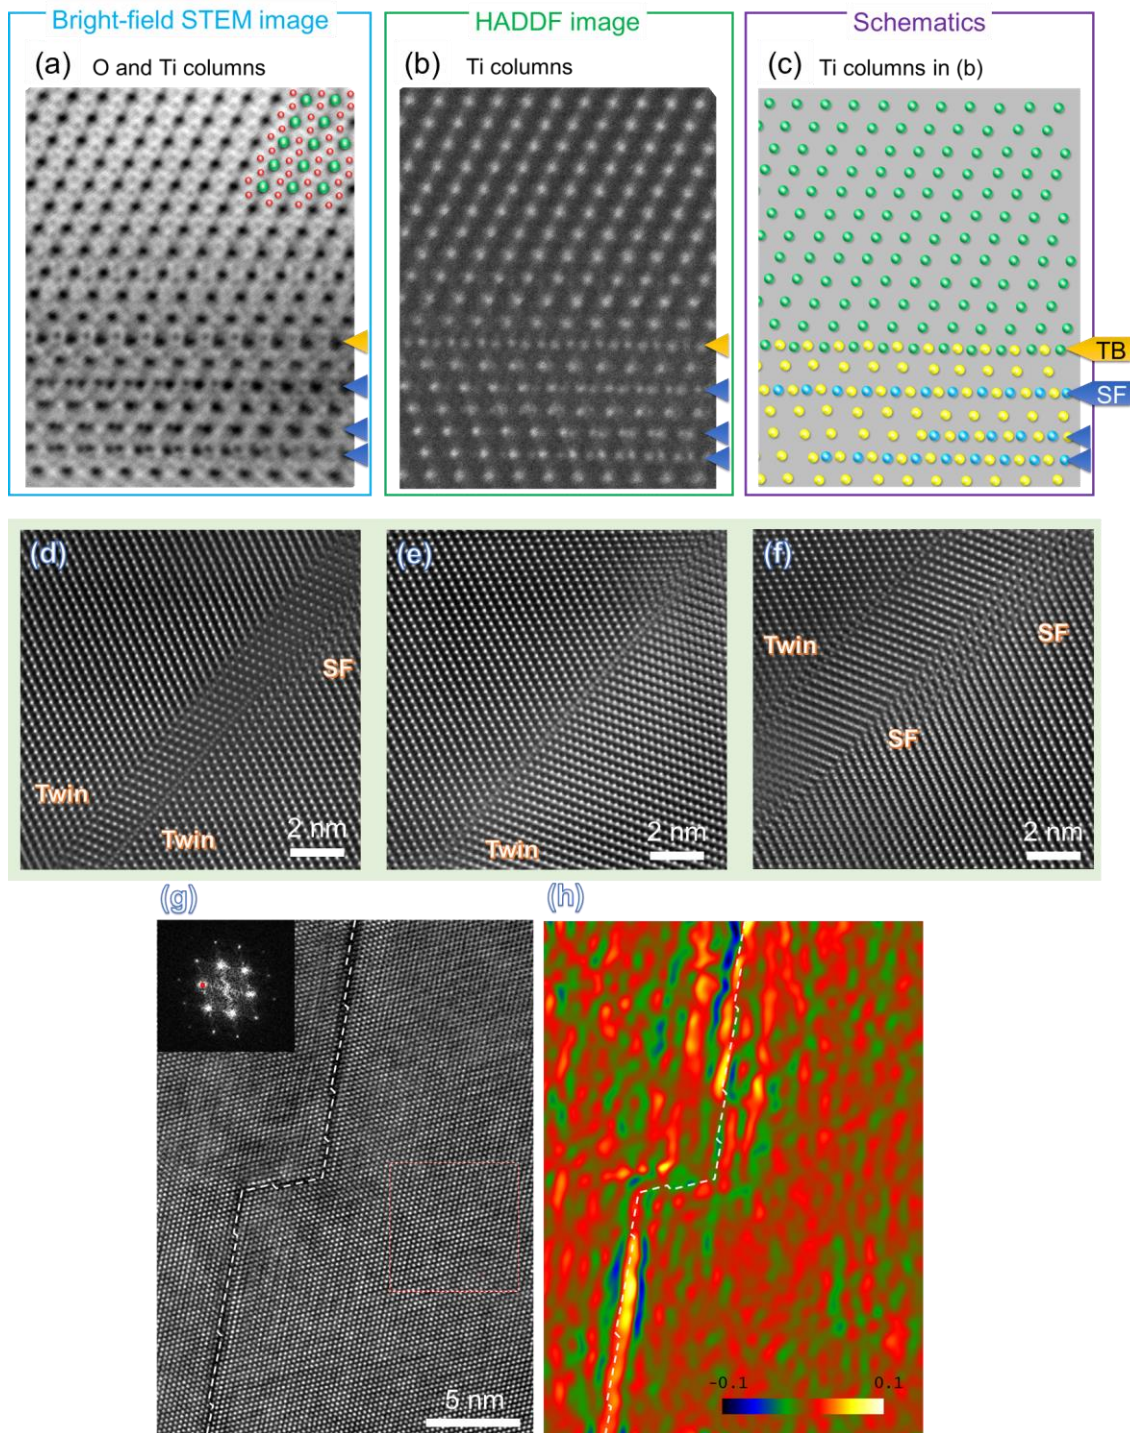 Bright-field STEM image
HADDF image
Schematics
(a) O and Ti columns
(b) Ti columns
(c) Ti columns in (b)
TB
SF
(d)
SF
Twin
Twin
2 nm
(e)
Twin
2 nm
(f)
Twin
SF
SF
2 nm
(g)
5 nm
(h)
-0.1 0.1